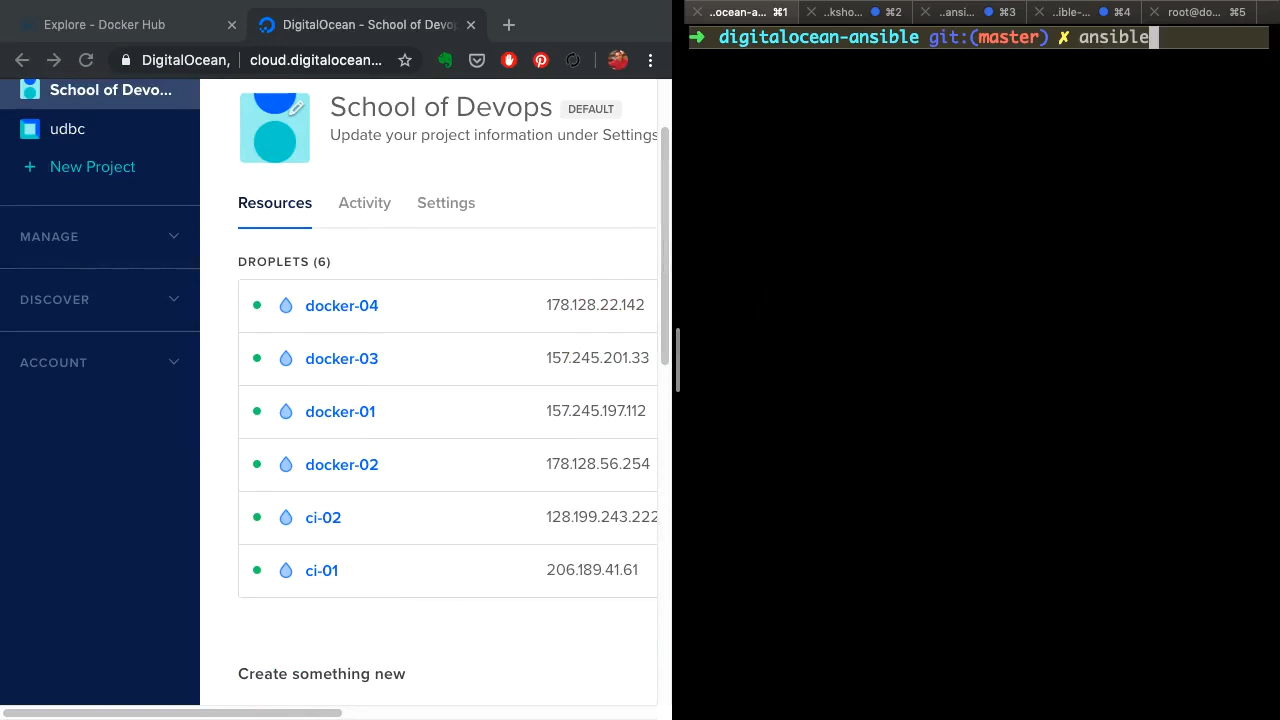 Explore - Docker Hub
DigitalOcean - School of Devop
DigitalOcean, cloud.digitalocean...
School of Devo...
udbc
+ New Project
MANAGE
DISCOVER
ACCOUNT
School of Devops DEFAULT
Update your project information under Settings
Resources Activity Settings
DROPLETS (6)
docker-04 178.128.22.142
docker-03 157.245.201.33
docker-01 157.245.197.112
docker-02 178.128.56.254
ci-02 128.199.243.222
ci-01 206.189.41.61
Create something new
..ocean-a... ⌘1
..ksho... ⌘2
..ansi... ⌘3
..ible-... ⌘4
root@do... ⌘5
➜ digitalocean-ansible git:(master) ✗ ansible